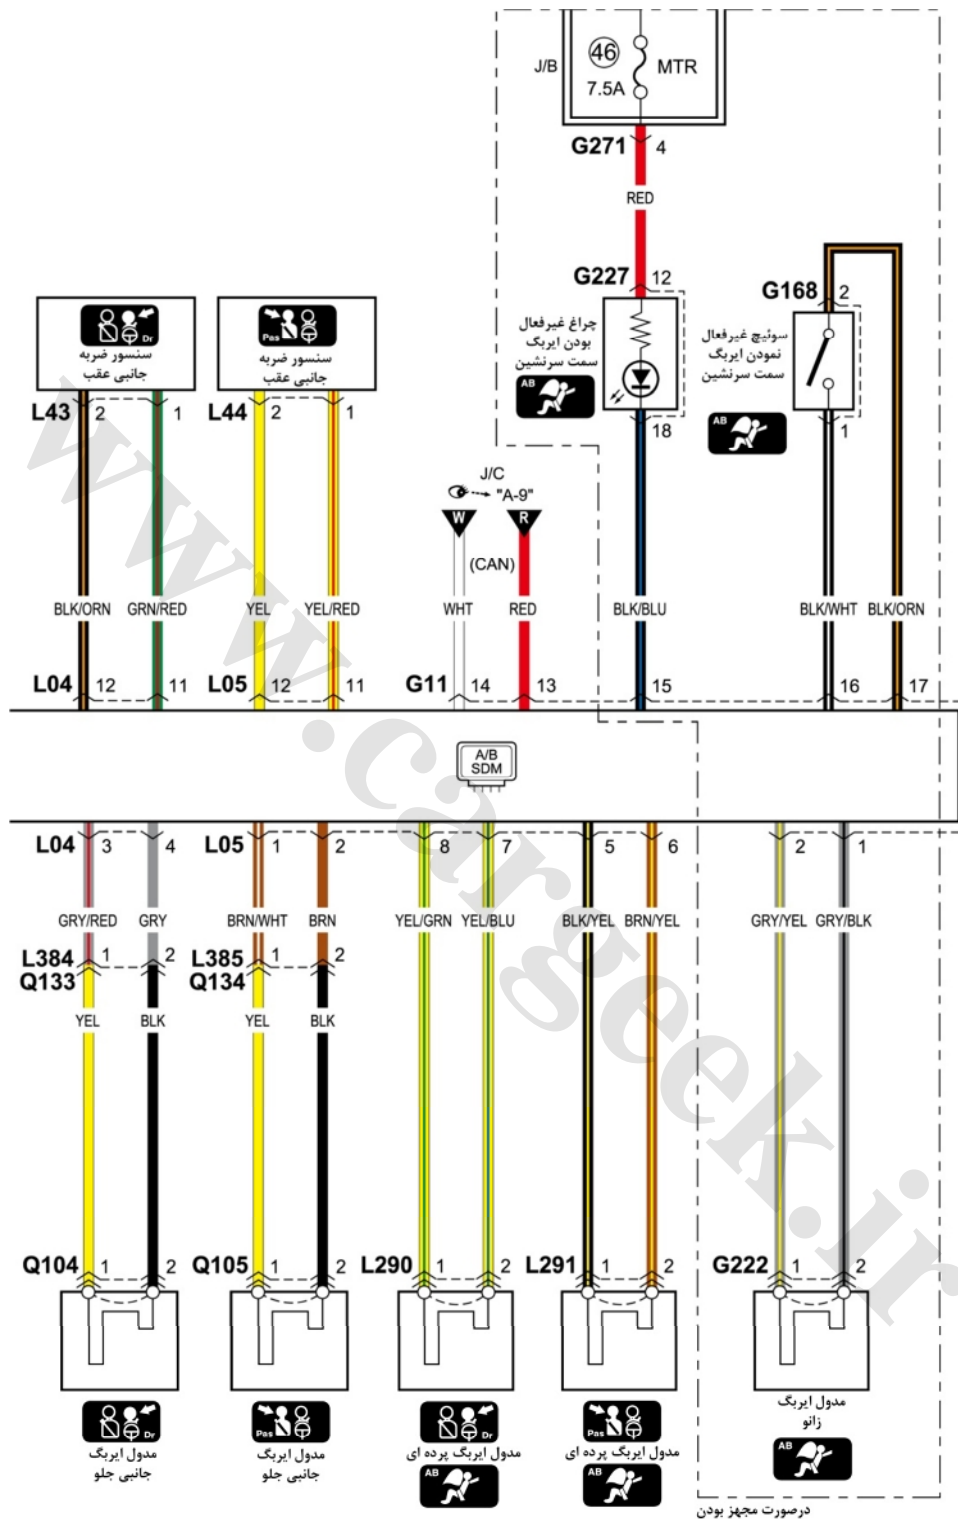 J/B
46
7.5A
MTR
G271
4
RED
G227
12
G168
2
چراغ غیرفعال
بودن ایربگ
سمت سرنشین
AB
سوئیچ غیرفعال
نمودن ایربگ
سمت سرنشین
AB
18
1
Dr
سنسور ضربه
جانبی عقب
Pas
سنسور ضربه
جانبی عقب
L43
2
1
L44
2
1
J/C
"A-9"
W
R
(CAN)
BLK/ORN
GRN/RED
YEL
YEL/RED
WHT
RED
BLK/BLU
BLK/WHT
BLK/ORN
L04
12
11
L05
12
11
G11
14
13
15
16
17
A/B
SDM
L04
3
4
L05
1
2
8
7
5
6
2
1
GRY/RED
GRY
BRN/WHT
BRN
YEL/GRN
YEL/BLU
BLK/YEL
BRN/YEL
GRY/YEL
GRY/BLK
L384
1
2
Q133
L385
1
2
Q134
YEL
BLK
YEL
BLK
Q104
1
2
Q105
1
2
L290
1
2
L291
1
2
G222
1
2
Dr
مدول ایربگ
جانبی جلو
Pas
مدول ایربگ
جانبی جلو
Dr
مدول ایربگ پرده ای
AB
Pas
مدول ایربگ پرده ای
AB
مدول ایربگ
زانو
AB
درصورت مجهز بودن
www.cargeek.ir